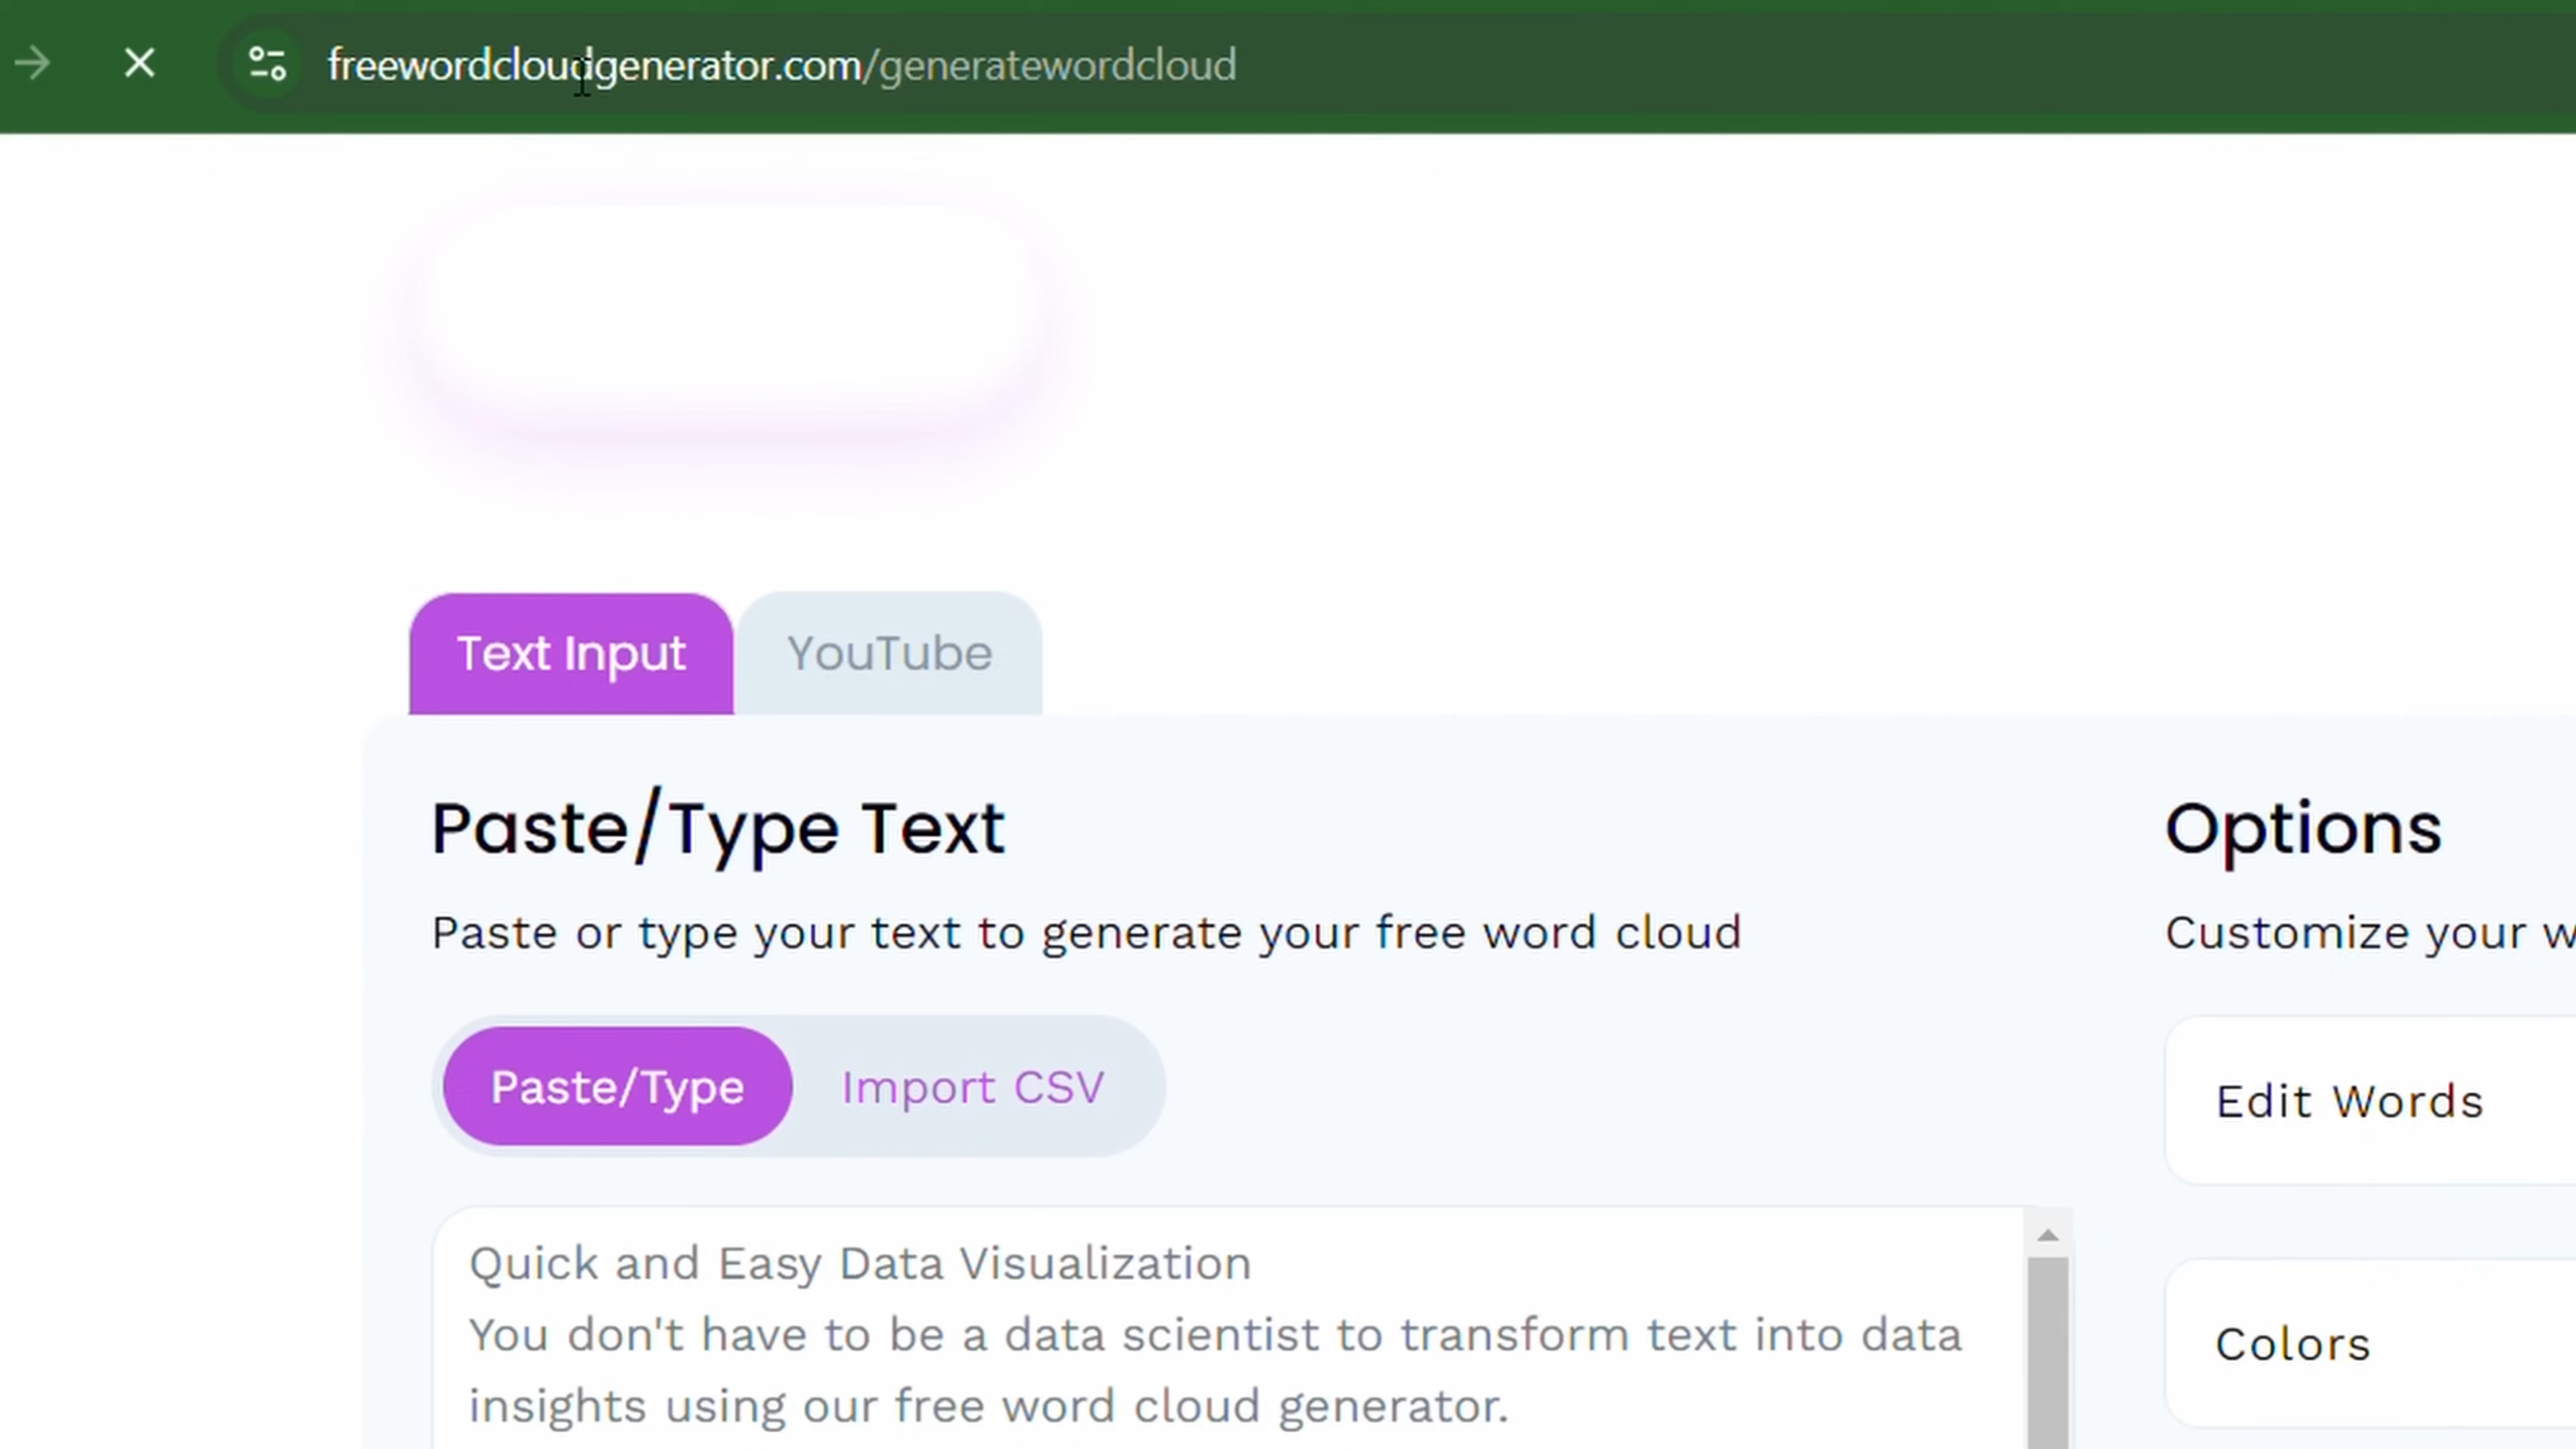 freewordcloudgenerator.com/generatewordcloud
Text Input
YouTube
Paste/Type Text
Paste or type your text to generate your free word cloud
Paste/Type
Import CSV
Quick and Easy Data Visualization
You don't have to be a data scientist to transform text into data
insights using our free word cloud generator.
Options
Customize your w
Edit Words
Colors